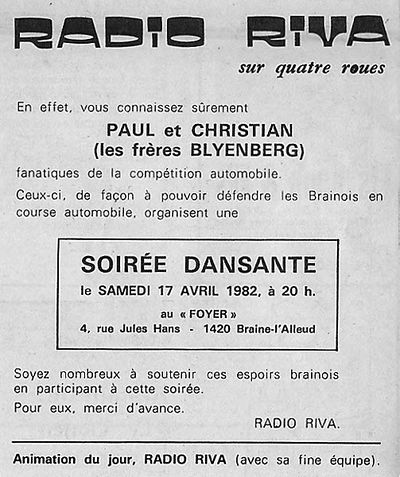 RADIO RIVA
sur quatre roues
En effet, vous connaissez sûrement
PAUL et CHRISTIAN
(les frères BLYENBERG)
fanatiques de la compétition automobile.
Ceux-ci, de façon à pouvoir défendre les Brainois en
course automobile, organisent une
SOIRÉE DANSANTE
le SAMEDI 17 AVRIL 1982, à 20 h.
au « FOYER »
4, rue Jules Hans - 1420 Braine-l'Alleud
Soyez nombreux à soutenir ces espoirs brainois
en participant à cette soirée.
Pour eux, merci d'avance.
RADIO RIVA.
Animation du jour, RADIO RIVA (avec sa fine équipe).